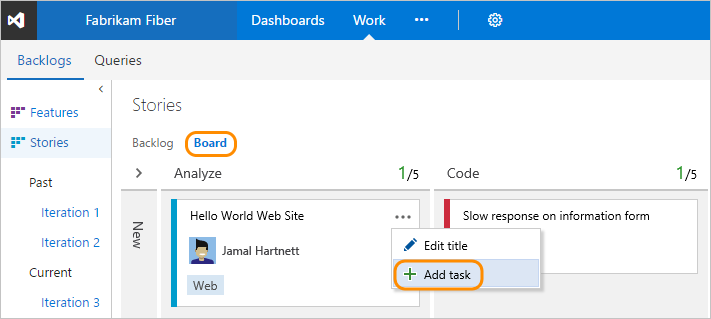 Fabrikam Fiber Dashboards Work ...
Backlogs Queries
Features
Stories
Past
Iteration 1
Iteration 2
Current
Iteration 3
Stories
Backlog Board
Analyze 1/5 Code 1/5
New
Hello World Web Site ...
Jamal Hartnett
Web
Edit title
Add task
Slow response on information form